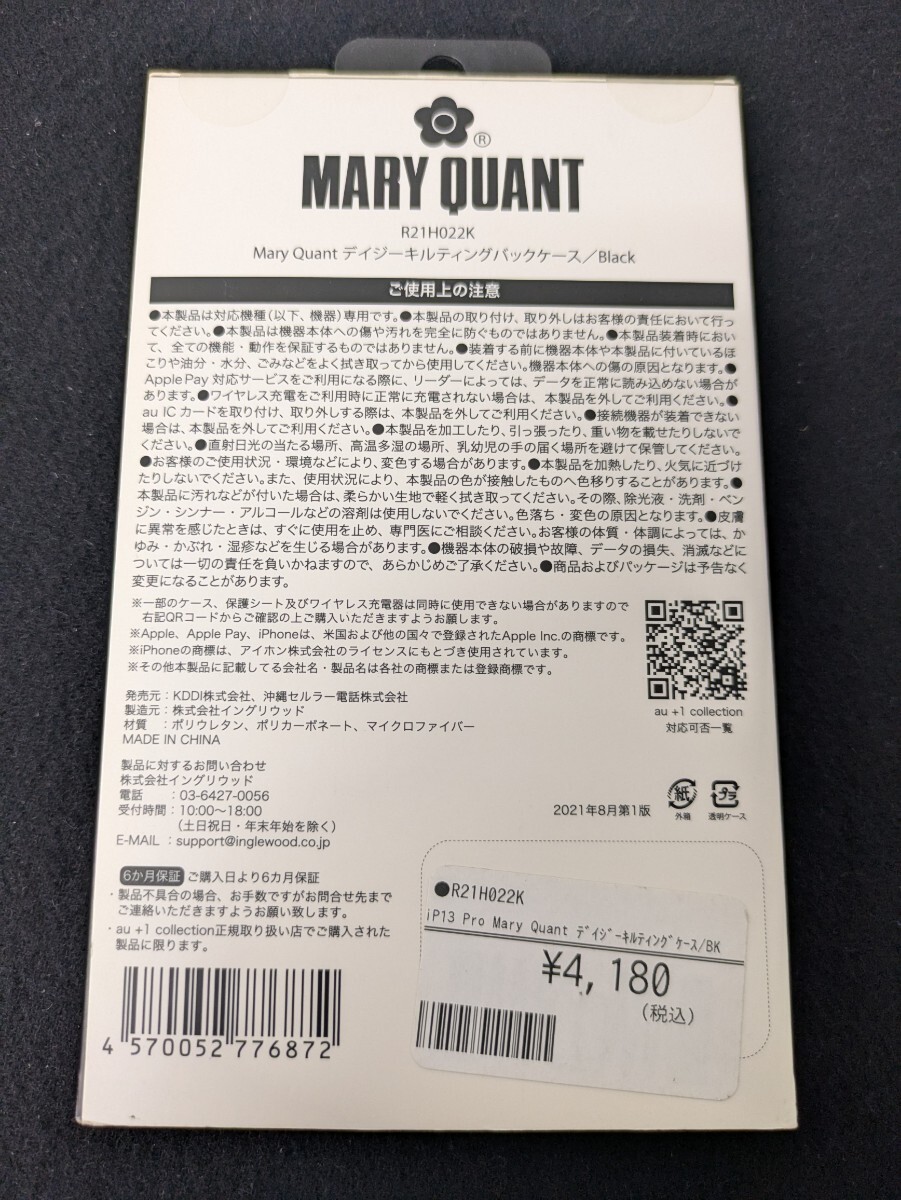 ®
MARY QUANT
R21H022K
Mary Quant デイジーキルティングバックケース／Black
ご使用上の注意
●本製品は対応機種（以下、機器）専用です。●本製品の取り付け、取り外しはお客様の責任において行っ
てください。●本製品は機器本体への傷や汚れを完全に防ぐものではありません。●本製品装着時におい
て、全ての機能・動作を保証するものではありません。●装着する前に機器本体や本製品に付いているほ
こりや油分・水分、ごみなどをよく拭き取ってから使用してください。機器本体への傷の原因となります。●
Apple Pay 対応サービスをご利用になる際に、リーダーによっては、データを正常に読み込めない場合が
あります。●ワイヤレス充電をご利用時に正常に充電されない場合は、本製品を外してご利用ください。●
au ICカードを取り付け、取り外しする際は、本製品を外してご利用ください。●接続機器が装着できない
場合は、本製品を外してご利用ください。●本製品を加工したり、引っ張ったり、重い物を載せたりしないで
ください。●直射日光の当たる場所、高温多湿の場所、乳幼児の手の届く場所を避けて保管してください。
●お客様のご使用状況・環境などにより、変色する場合があります。●本製品を加熱したり、火気に近づけ
たりしないでください。また、使用状況により、本製品の色が接触したものへ色移りすることがあります。●
本製品に汚れなどが付いた場合は、柔らかい生地で軽く拭き取ってください。その際、除光液・洗剤・ベン
ジン・シンナー・アルコールなどの溶剤は使用しないでください。色落ち・変色の原因となります。●皮膚
に異常を感じたときは、すぐに使用を止め、専門医にご相談ください。お客様の体質・体調によっては、か
ゆみ・かぶれ・湿疹などを生じる場合があります。●機器本体の破損や故障、データの損失、消滅などに
ついては一切の責任を負いかねますので、あらかじめご了承ください。●商品およびパッケージは予告なく
変更になることがあります。
※一部のケース、保護シート及びワイヤレス充電器は同時に使用できない場合がありますので
右記QRコードからご確認の上ご購入いただきますようお願します。
※Apple、Apple Pay、iPhoneは、米国および他の国々で登録されたApple Inc.の商標です。
※iPhoneの商標は、アイホン株式会社のライセンスにもとづき使用されています。
※その他本製品に記載してる会社名・製品名は各社の商標または登録商標です。
au +1 collection
対応可否一覧
発売元：KDDI株式会社、沖縄セルラー電話株式会社
製造元：株式会社イングリウッド
材質　：ポリウレタン、ポリカーボネート、マイクロファイバー
MADE IN CHINA
製品に対するお問い合わせ
株式会社イングリウッド
電話　　：03-6427-0056
受付時間：10:00〜18:00
（土日祝日・年末年始を除く）
E-MAIL ：support@inglewood.co.jp
2021年8月第1版
紙
外箱
プラ
透明ケース
6か月保証 ご購入日より6カ月保証
・製品不具合の場合、お手数ですがお問合せ先まで
ご連絡いただきますようお願い致します。
・au +1 collection正規取り扱い店でご購入された
製品に限ります。
4 570052 776872
●R21H022K
iP13 Pro Mary Quant ﾃﾞｲｼﾞｰｷﾙﾃｨﾝｸﾞｹｰｽ/BK
¥4,180
（税込）